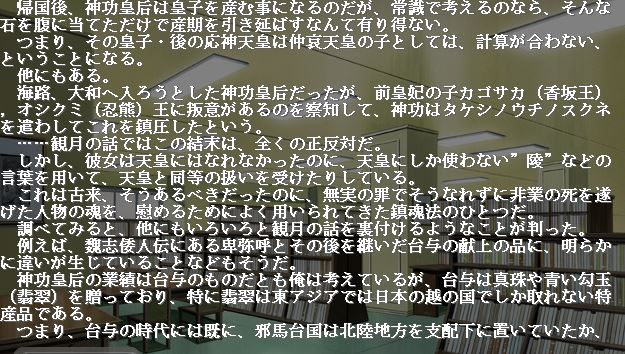 帰国後、神功皇后は皇子を産む事になるのだが、常識で考えるのなら、そんな
石を腹に当てただけで産期を引き延ばすなんて有り得ない。
つまり、その皇子・後の応神天皇は仲哀天皇の子としては、計算が合わない、
ということになる。
他にもある。
海路、大和へ入ろうとした神功皇后だったが、前皇妃の子カゴサカ（香坂王）
，オシクミ（忍熊）王に叛意があるのを察知して、神功はタケシノウチノスクネ
を遣わしてこれを鎮圧したという。
……観月の話ではこの結末は、全くの正反対だ。
しかし、彼女は天皇にはなれなかったのに、天皇にしか使わない”陵”などの
言葉を用いて、天皇と同等の扱いを受けたりしている。
これは古来、そうあるべきだったのに、無実の罪でそうなれずに非業の死を遂
げた人物の魂を、慰めるためによく用いられてきた鎮魂法のひとつだ。
調べてみると、他にもいろいろと観月の話を裏付けるようなことが判った。
例えば、魏志倭人伝にある卑弥呼とその後を継いだ台与の献上の品に、明らか
に違いが生じていることなどもそうだ。
神功皇后の業績は台与のものだとも俺は考えているが、台与は真珠や青い勾玉
（翡翠）を贈っており、特に翡翠は東アジアでは日本の越の国でしか取れない特
産品である。
つまり、台与の時代には既に、邪馬台国は北陸地方を支配下に置いていたか、